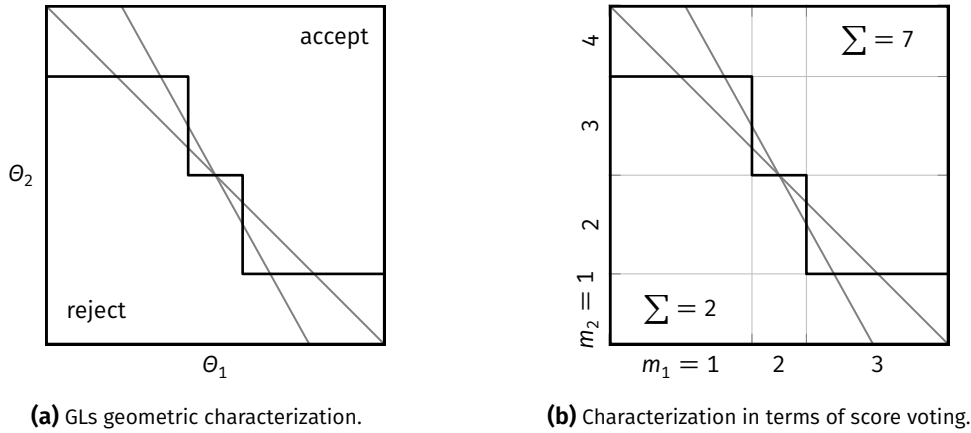 accept
Θ₂
reject
Θ₁
(a) GLs geometric characterization.
∑ = 7
4
3
2
m₂ = 1
∑ = 2
m₁ = 1 2 3
(b) Characterization in terms of score voting.